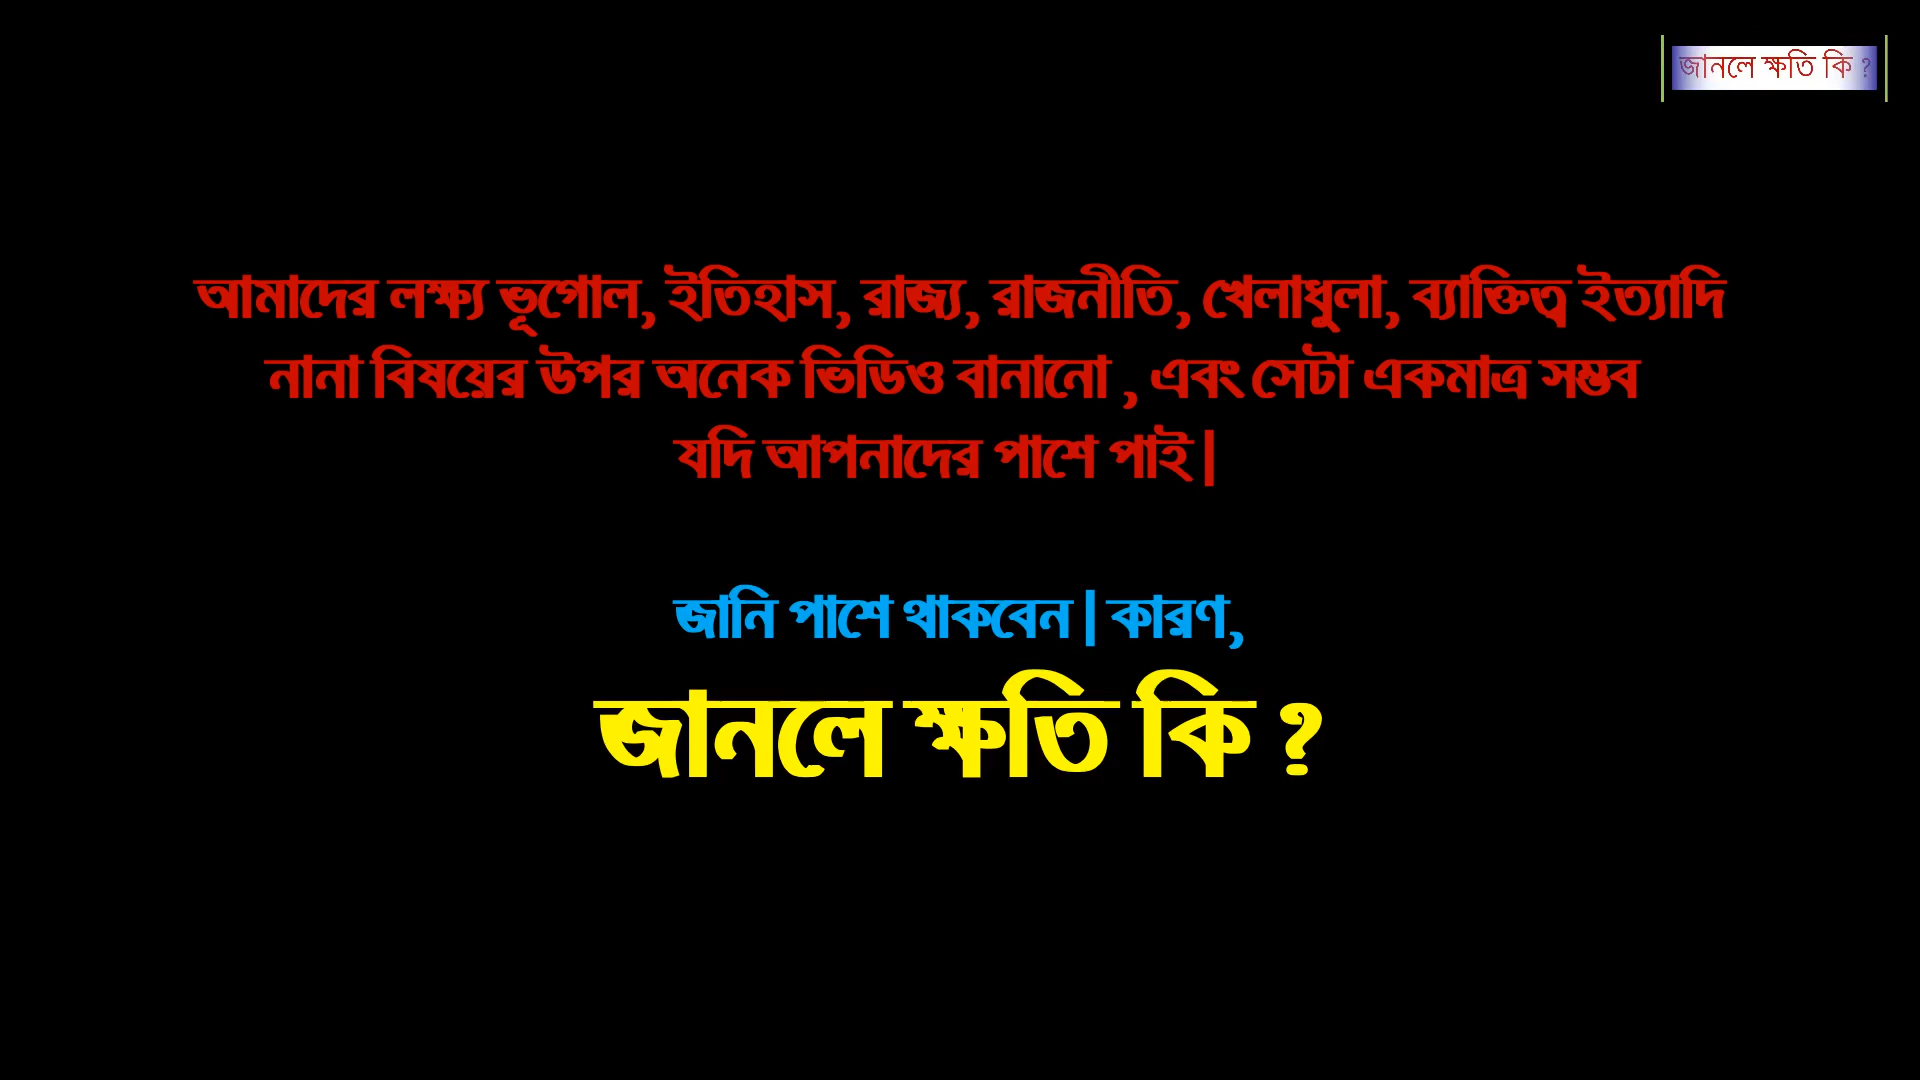 জানলে ক্ষতি কি ?
আমাদের লক্ষ্য ভূগোল, ইতিহাস, রাজ্য, রাজনীতি, খেলাধুলা, ব্যাক্তিত্ব ইত্যাদি
নানা বিষয়ের উপর অনেক ভিডিও বানানো , এবং সেটা একমাত্র সম্ভব
যদি আপনাদের পাশে পাই |
জানি পাশে থাকবেন | কারণ,
জানলে ক্ষতি কি ?